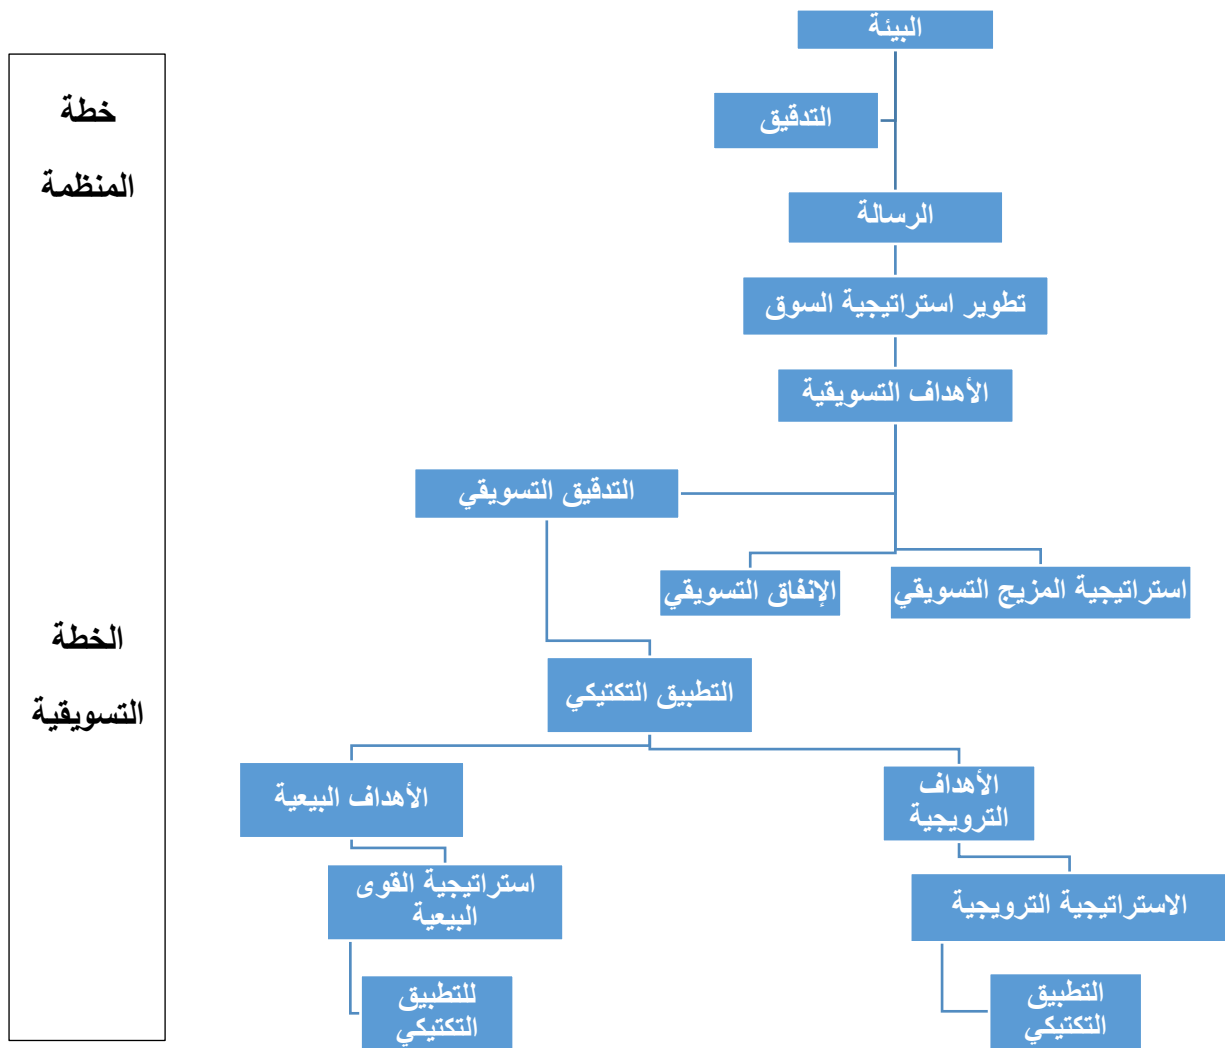 البيئة
التدقيق
الرسالة
تطوير استراتيجية السوق
الأهداف التسويقية
التدقيق التسويقي
استراتيجية المزيج التسويقي
الإنفاق التسويقي
التطبيق التكتيكي
الأهداف
الترويجية
الأهداف البيعية
الاستراتيجية الترويجية
استراتيجية القوى
البيعية
التطبيق
التكتيكي
للتطبيق
التكتيكي
خطة
المنظمة
الخطة
التسويقية